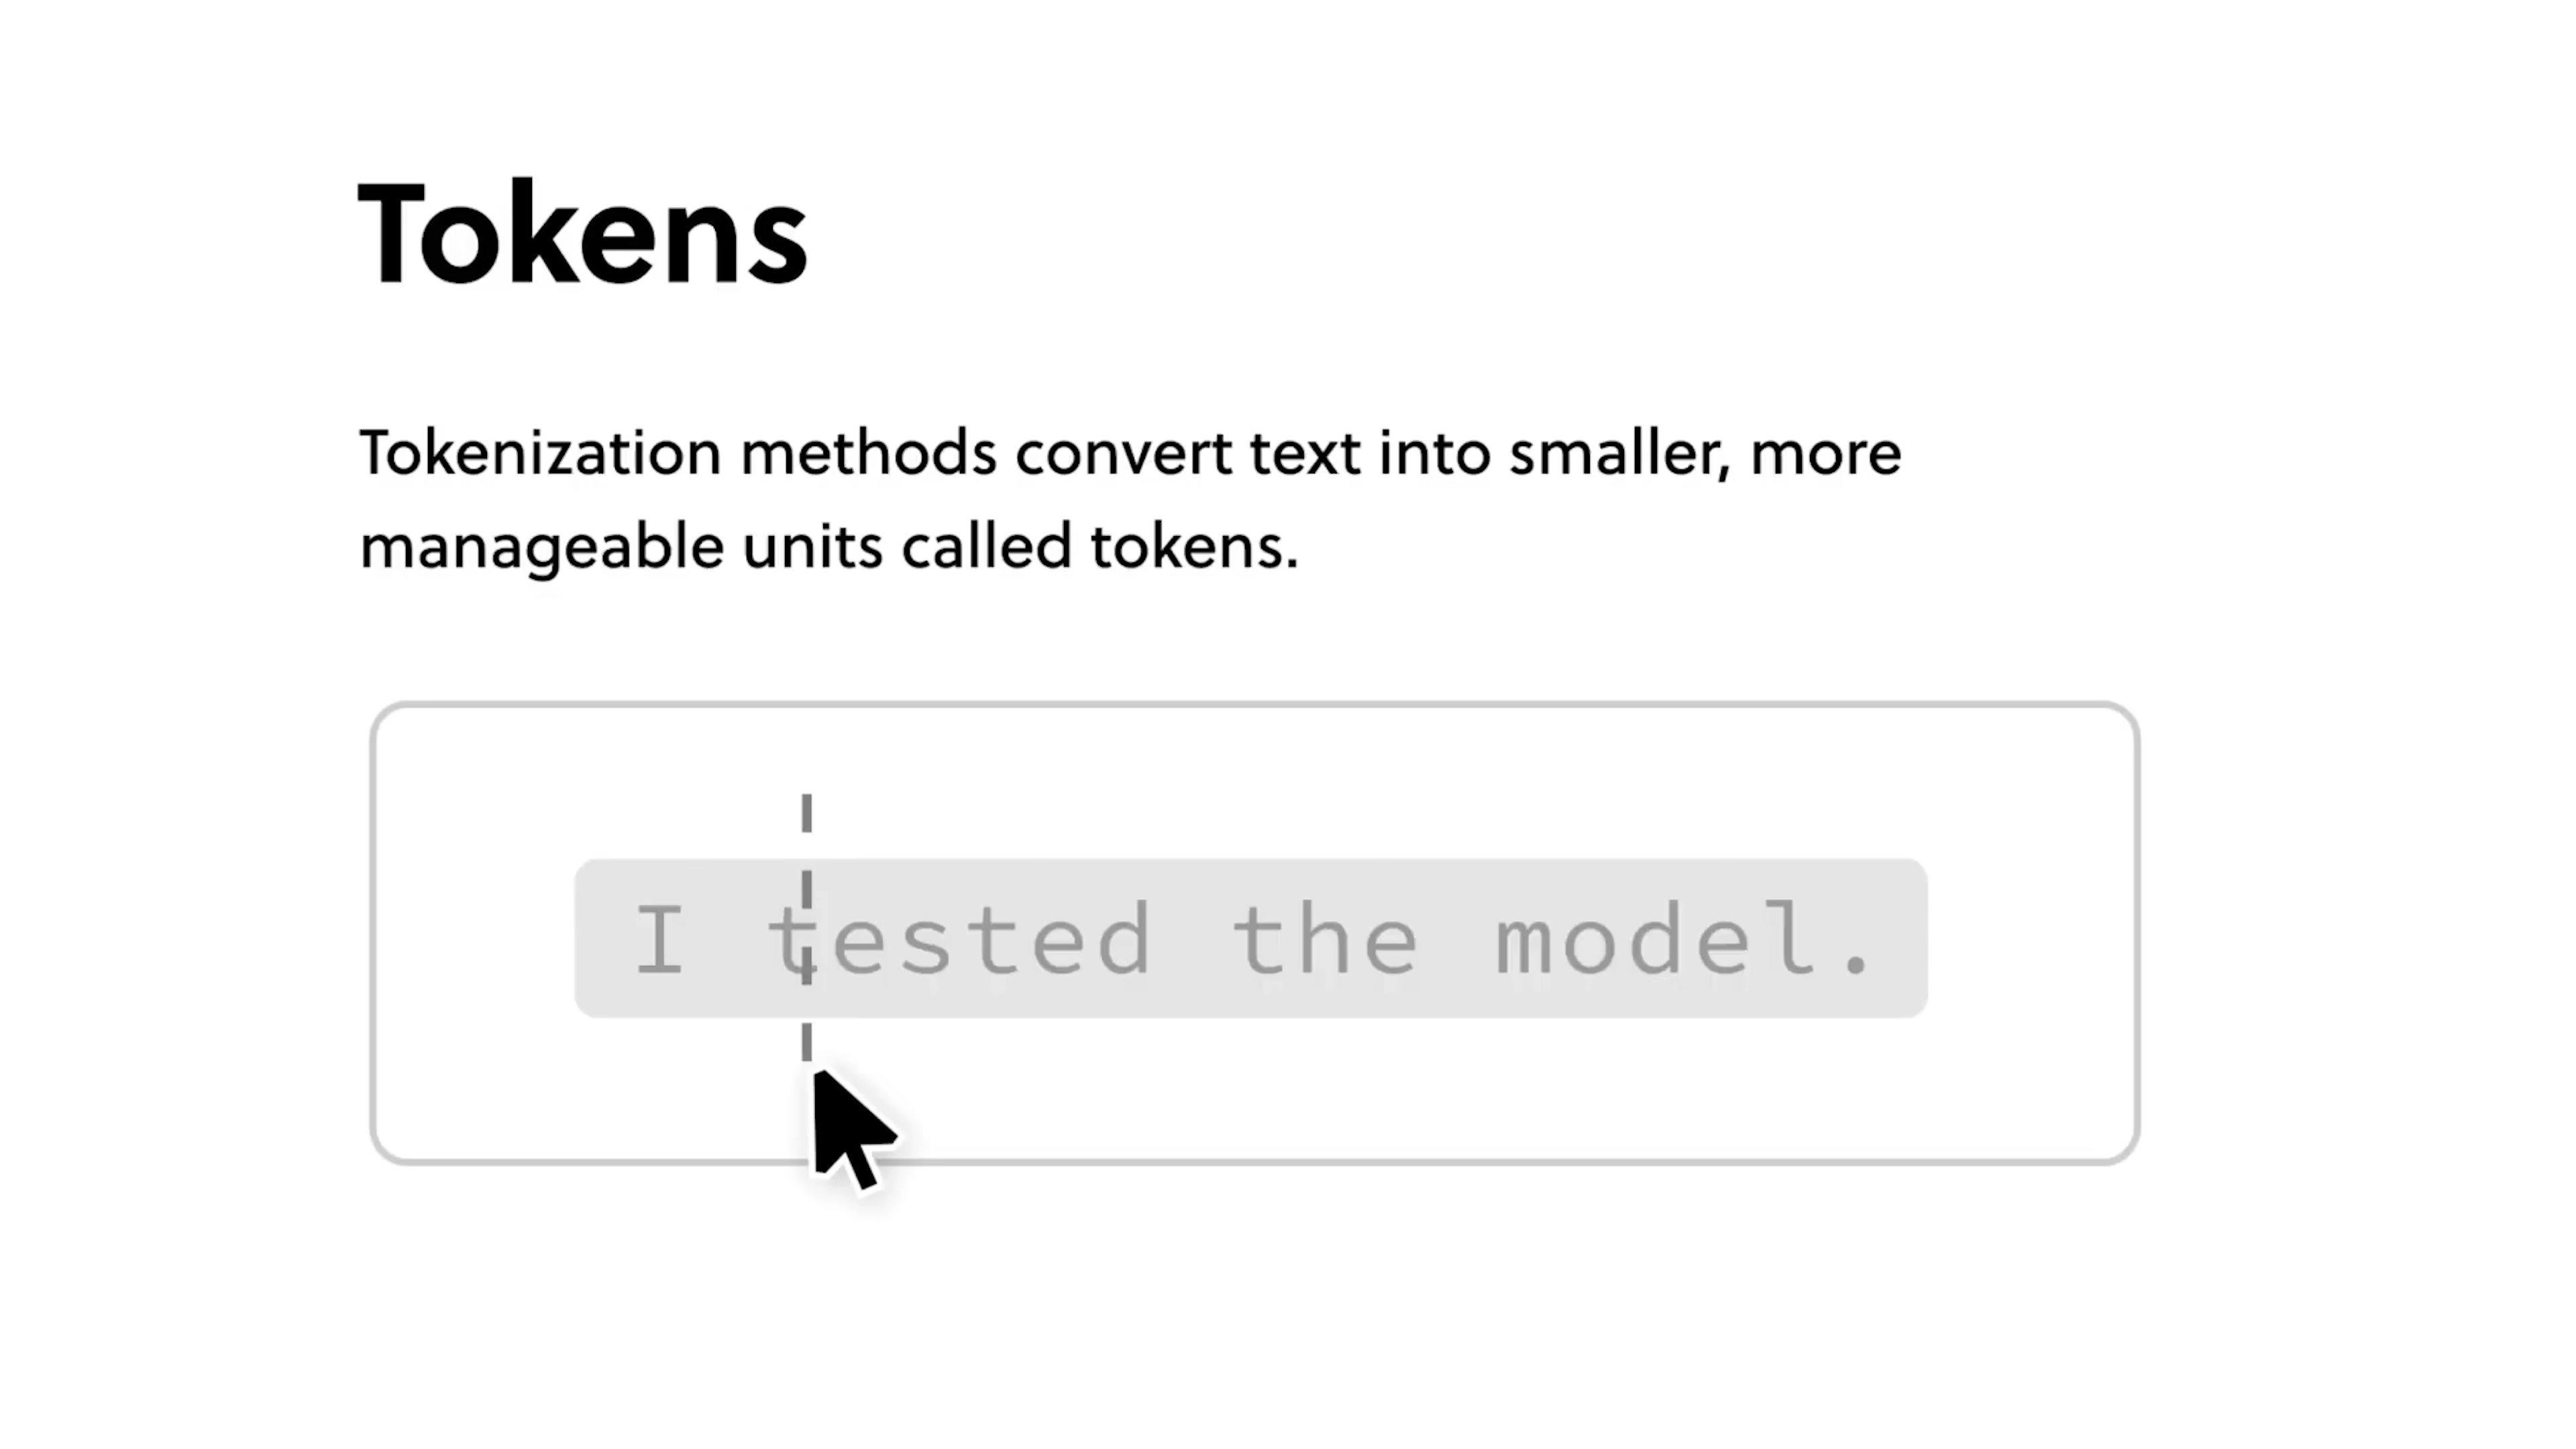 Tokens
Tokenization methods convert text into smaller, more
manageable units called tokens.
I tested the model.